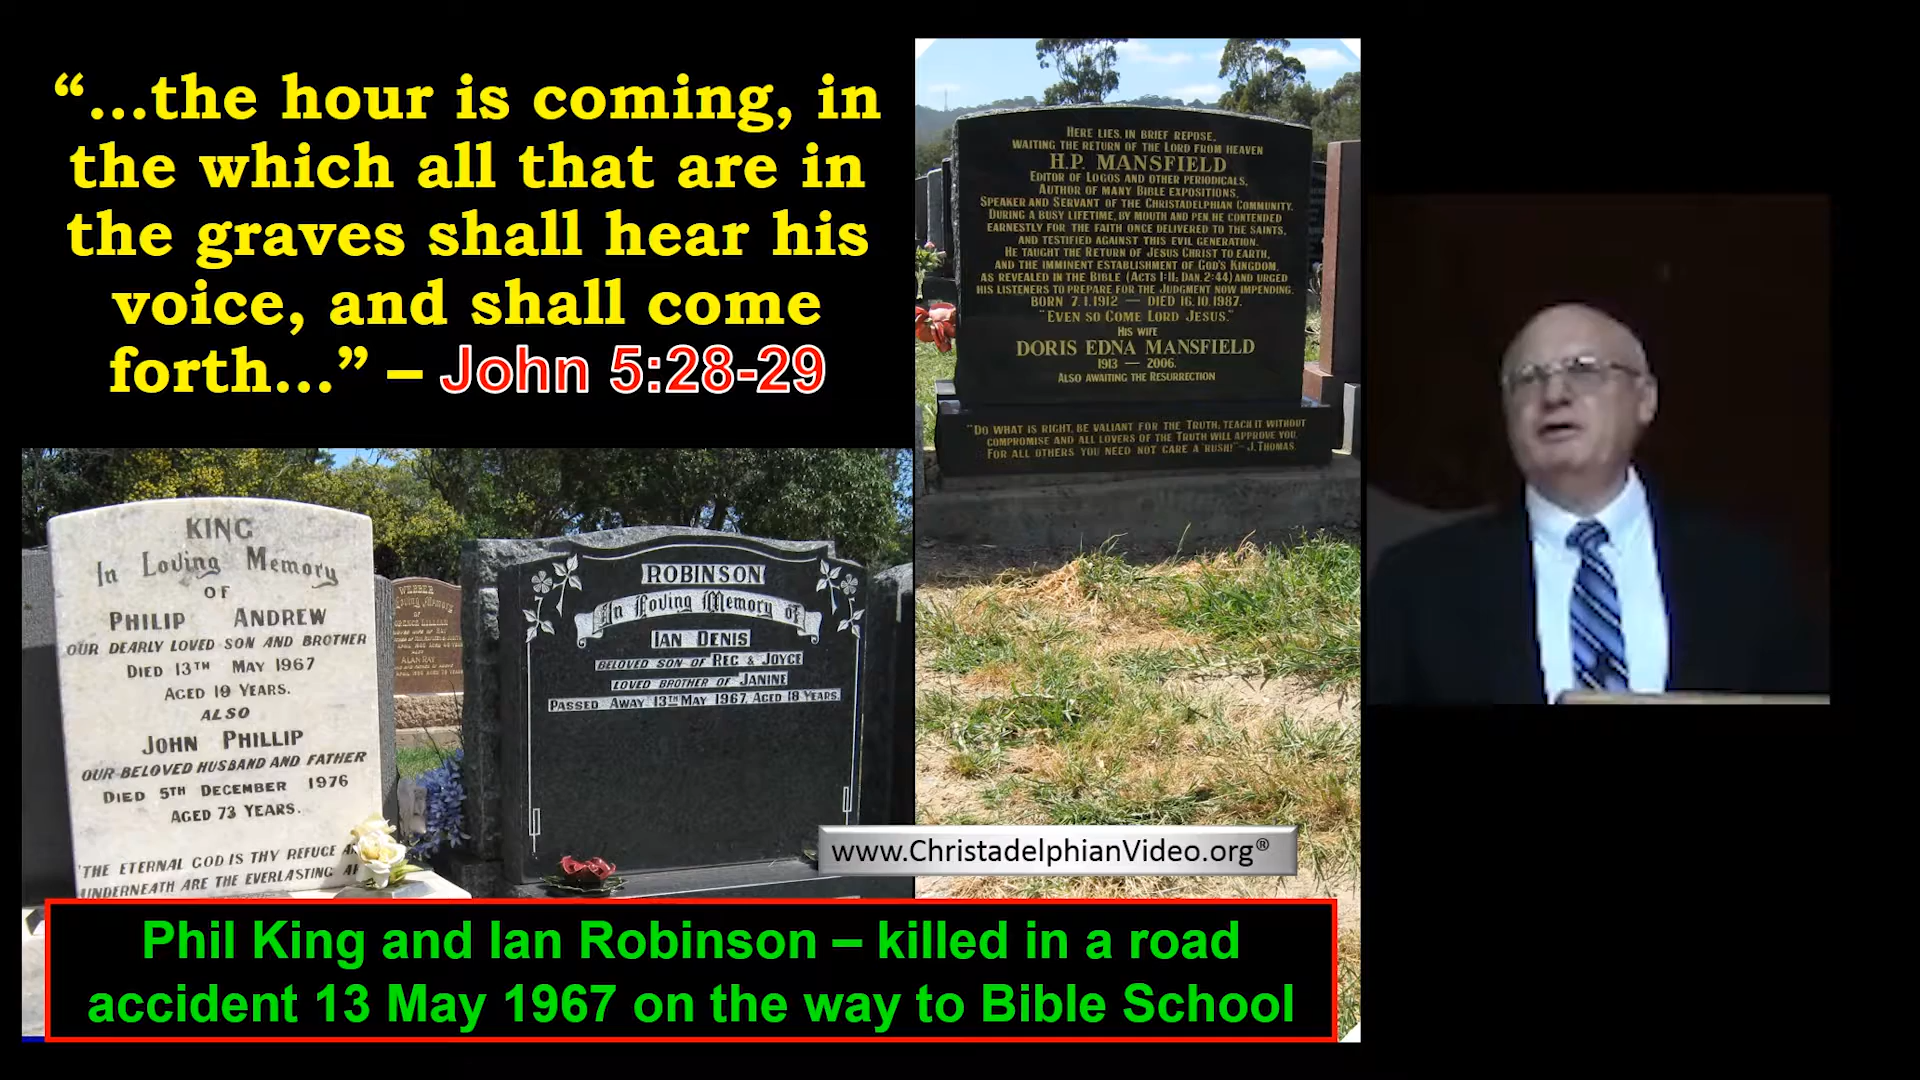 “...the hour is coming, in
the which all that are in
the graves shall hear his
voice, and shall come
forth...” – John 5:28-29
HERE LIES, IN BRIEF REPOSE,
WAITING THE RETURN OF THE LORD FROM HEAVEN
H.P. MANSFIELD
EDITOR OF LOGOS AND OTHER PERIODICALS,
AUTHOR OF MANY BIBLE EXPOSITIONS,
SPEAKER AND SERVANT OF THE CHRISTADELPHIAN COMMUNITY.
DURING A BUSY LIFETIME, BY MOUTH AND PEN, HE CONTENDED
EARNESTLY FOR THE FAITH ONCE DELIVERED TO THE SAINTS,
AND TESTIFIED AGAINST THIS EVIL GENERATION.
HE TAUGHT THE RETURN OF JESUS CHRIST TO EARTH,
AND THE IMMINENT ESTABLISHMENT OF GOD'S KINGDOM,
AS REVEALED IN THE BIBLE (ACTS 1:11; DAN. 2:44) AND URGED
HIS LISTENERS TO PREPARE FOR THE JUDGMENT NOW IMPENDING.
BORN 7.1.1912 — DIED 16.10.1987.
"EVEN SO COME LORD JESUS."
HIS WIFE
DORIS EDNA MANSFIELD
1913 — 2006.
ALSO AWAITING THE RESURRECTION
"DO WHAT IS RIGHT, BE VALIANT FOR THE TRUTH; TEACH IT WITHOUT
COMPROMISE AND ALL LOVERS OF THE TRUTH WILL APPROVE YOU.
FOR ALL OTHERS YOU NEED NOT CARE A 'RUSH!'" – J. THOMAS
KING
In Loving Memory
OF
PHILIP ANDREW
OUR DEARLY LOVED SON AND BROTHER
DIED 13TH MAY 1967
AGED 19 YEARS.
ALSO
JOHN PHILLIP
OUR BELOVED HUSBAND AND FATHER
DIED 5TH DECEMBER 1976
AGED 73 YEARS.
'THE ETERNAL GOD IS THY REFUGE
UNDERNEATH ARE THE EVERLASTING
WEBBER
Loving Memory
OF
ALAN RAY
ROBINSON
In Loving Memory of
IAN DENIS
BELOVED SON OF REC & JOYCE
LOVED BROTHER OF JANINE
PASSED AWAY 13TH MAY 1967, AGED 18 YEARS.
www.ChristadelphianVideo.org®
Phil King and Ian Robinson – killed in a road
accident 13 May 1967 on the way to Bible School